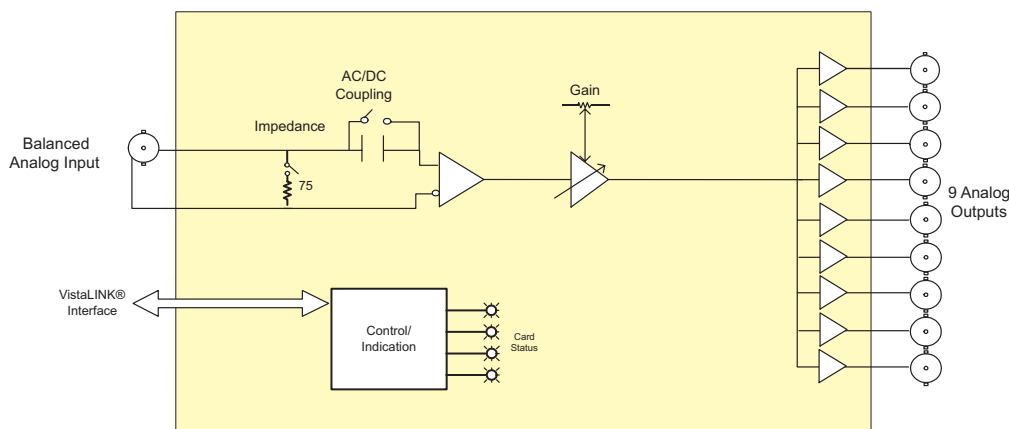 AC/DC
Coupling
Gain
Impedance
Balanced
Analog Input
75
9 Analog
Outputs
VistaLINK®
Interface
Control/
Indication
Card
Status